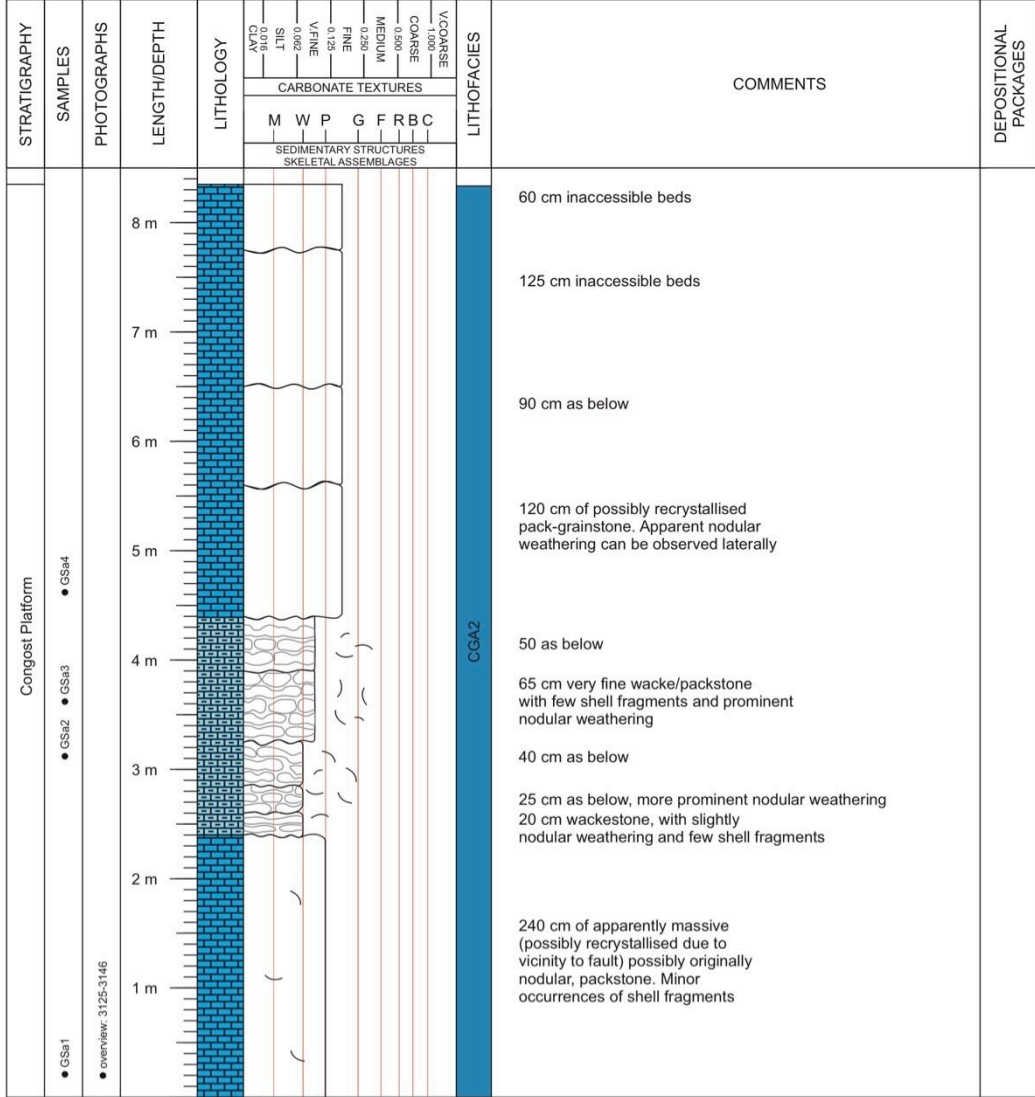 STRATIGRAPHY
SAMPLES
PHOTOGRAPHS
LENGTH/DEPTH
LITHOLOGY
CLAY
0.016
SILT
0.062
V.FINE
0.125
FINE
0.250
MEDIUM
0.500
COARSE
1.000
V.COARSE
CARBONATE TEXTURES
M W P G F R B C
SEDIMENTARY STRUCTURES
SKELETAL ASSEMBLAGES
LITHOFACIES
COMMENTS
DEPOSITIONAL
PACKAGES
Congost Platform
GSa4
GSa3
GSa2
GSa1
overview: 3125-3146
8 m
7 m
6 m
5 m
4 m
3 m
2 m
1 m
CGA2
60 cm inaccessible beds
125 cm inaccessible beds
90 cm as below
120 cm of possibly recrystallised
pack-grainstone. Apparent nodular
weathering can be observed laterally
50 as below
65 cm very fine wacke/packstone
with few shell fragments and prominent
nodular weathering
40 cm as below
25 cm as below, more prominent nodular weathering
20 cm wackestone, with slightly
nodular weathering and few shell fragments
240 cm of apparently massive
(possibly recrystallised due to
vicinity to fault) possibly originally
nodular, packstone. Minor
occurrences of shell fragments